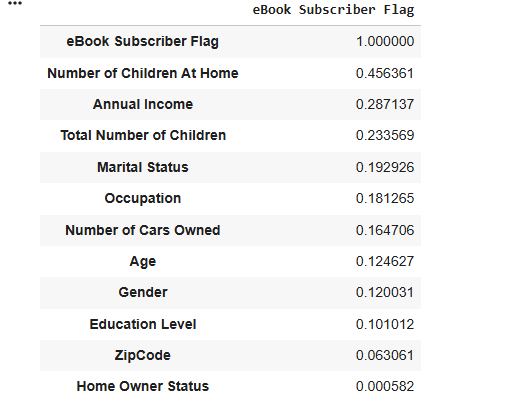 eBook Subscriber Flag
eBook Subscriber Flag 1.000000
Number of Children At Home 0.456361
Annual Income 0.287137
Total Number of Children 0.233569
Marital Status 0.192926
Occupation 0.181265
Number of Cars Owned 0.164706
Age 0.124627
Gender 0.120031
Education Level 0.101012
ZipCode 0.063061
Home Owner Status 0.000582